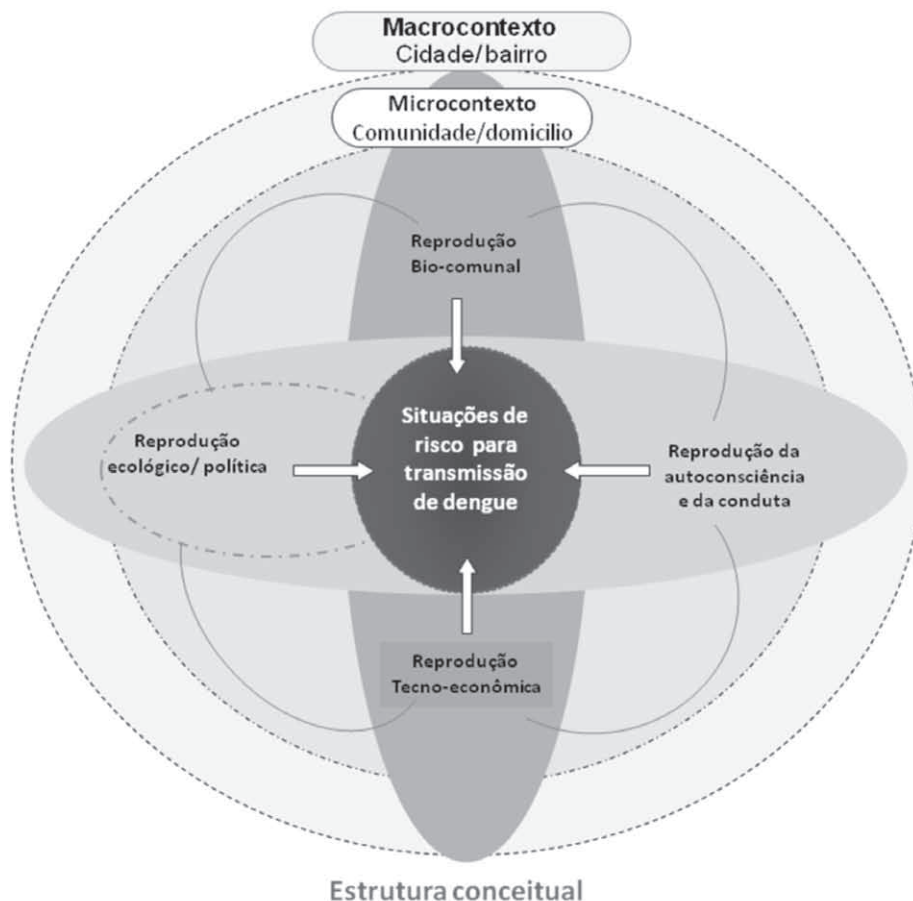 Macrocontexto
Cidade/bairro
Microcontexto
Comunidade/domicilio
Reprodução
Bio-comunal
Situações de
risco para
transmissão
de dengue
Reprodução
ecológico/ política
Reprodução da
autoconsciência
e da conduta
Reprodução
Tecno-econômica
Estrutura conceitual